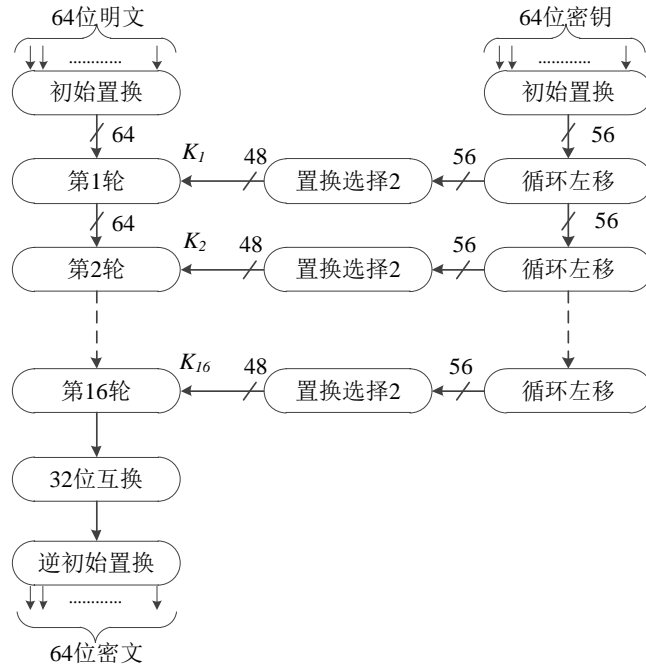 64位明文
64位密钥
............
............
初始置换
初始置换
64
56
K1
48
56
第1轮
置换选择2
循环左移
64
56
K2
48
56
第2轮
置换选择2
循环左移
K16
48
56
第16轮
置换选择2
循环左移
32位互换
逆初始置换
............
64位密文